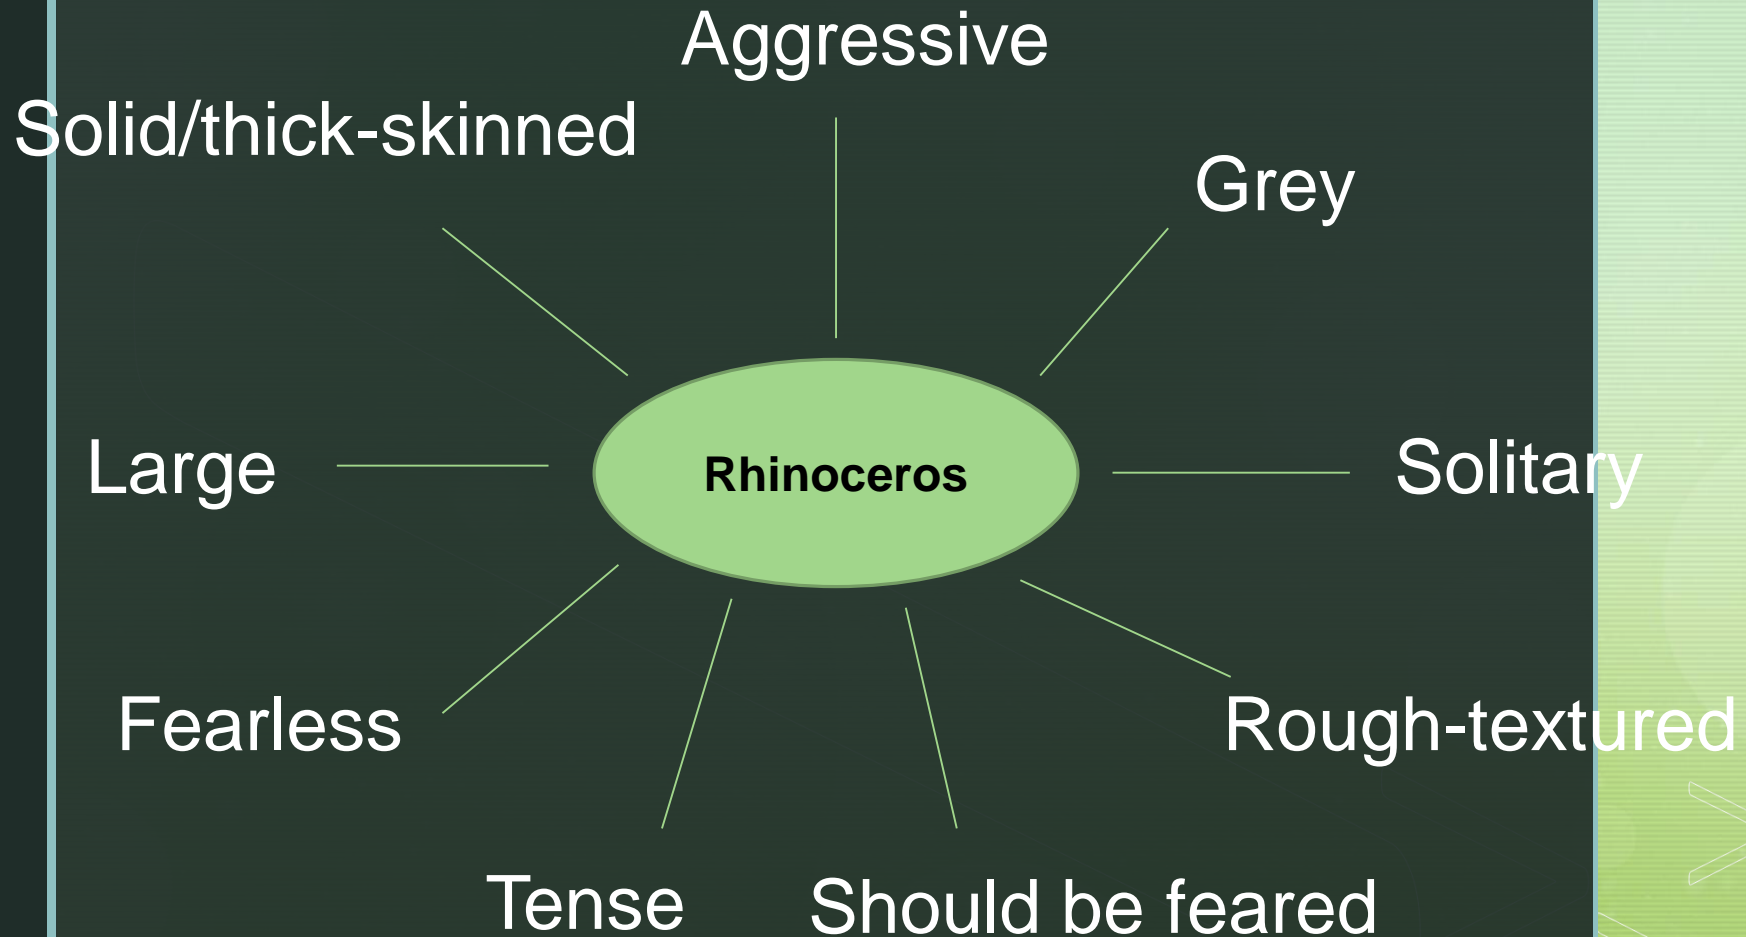 Aggressive
Solid/thick-skinned
Grey
Large
Rhinoceros
Solitary
Fearless
Rough-textured
Tense
Should be feared